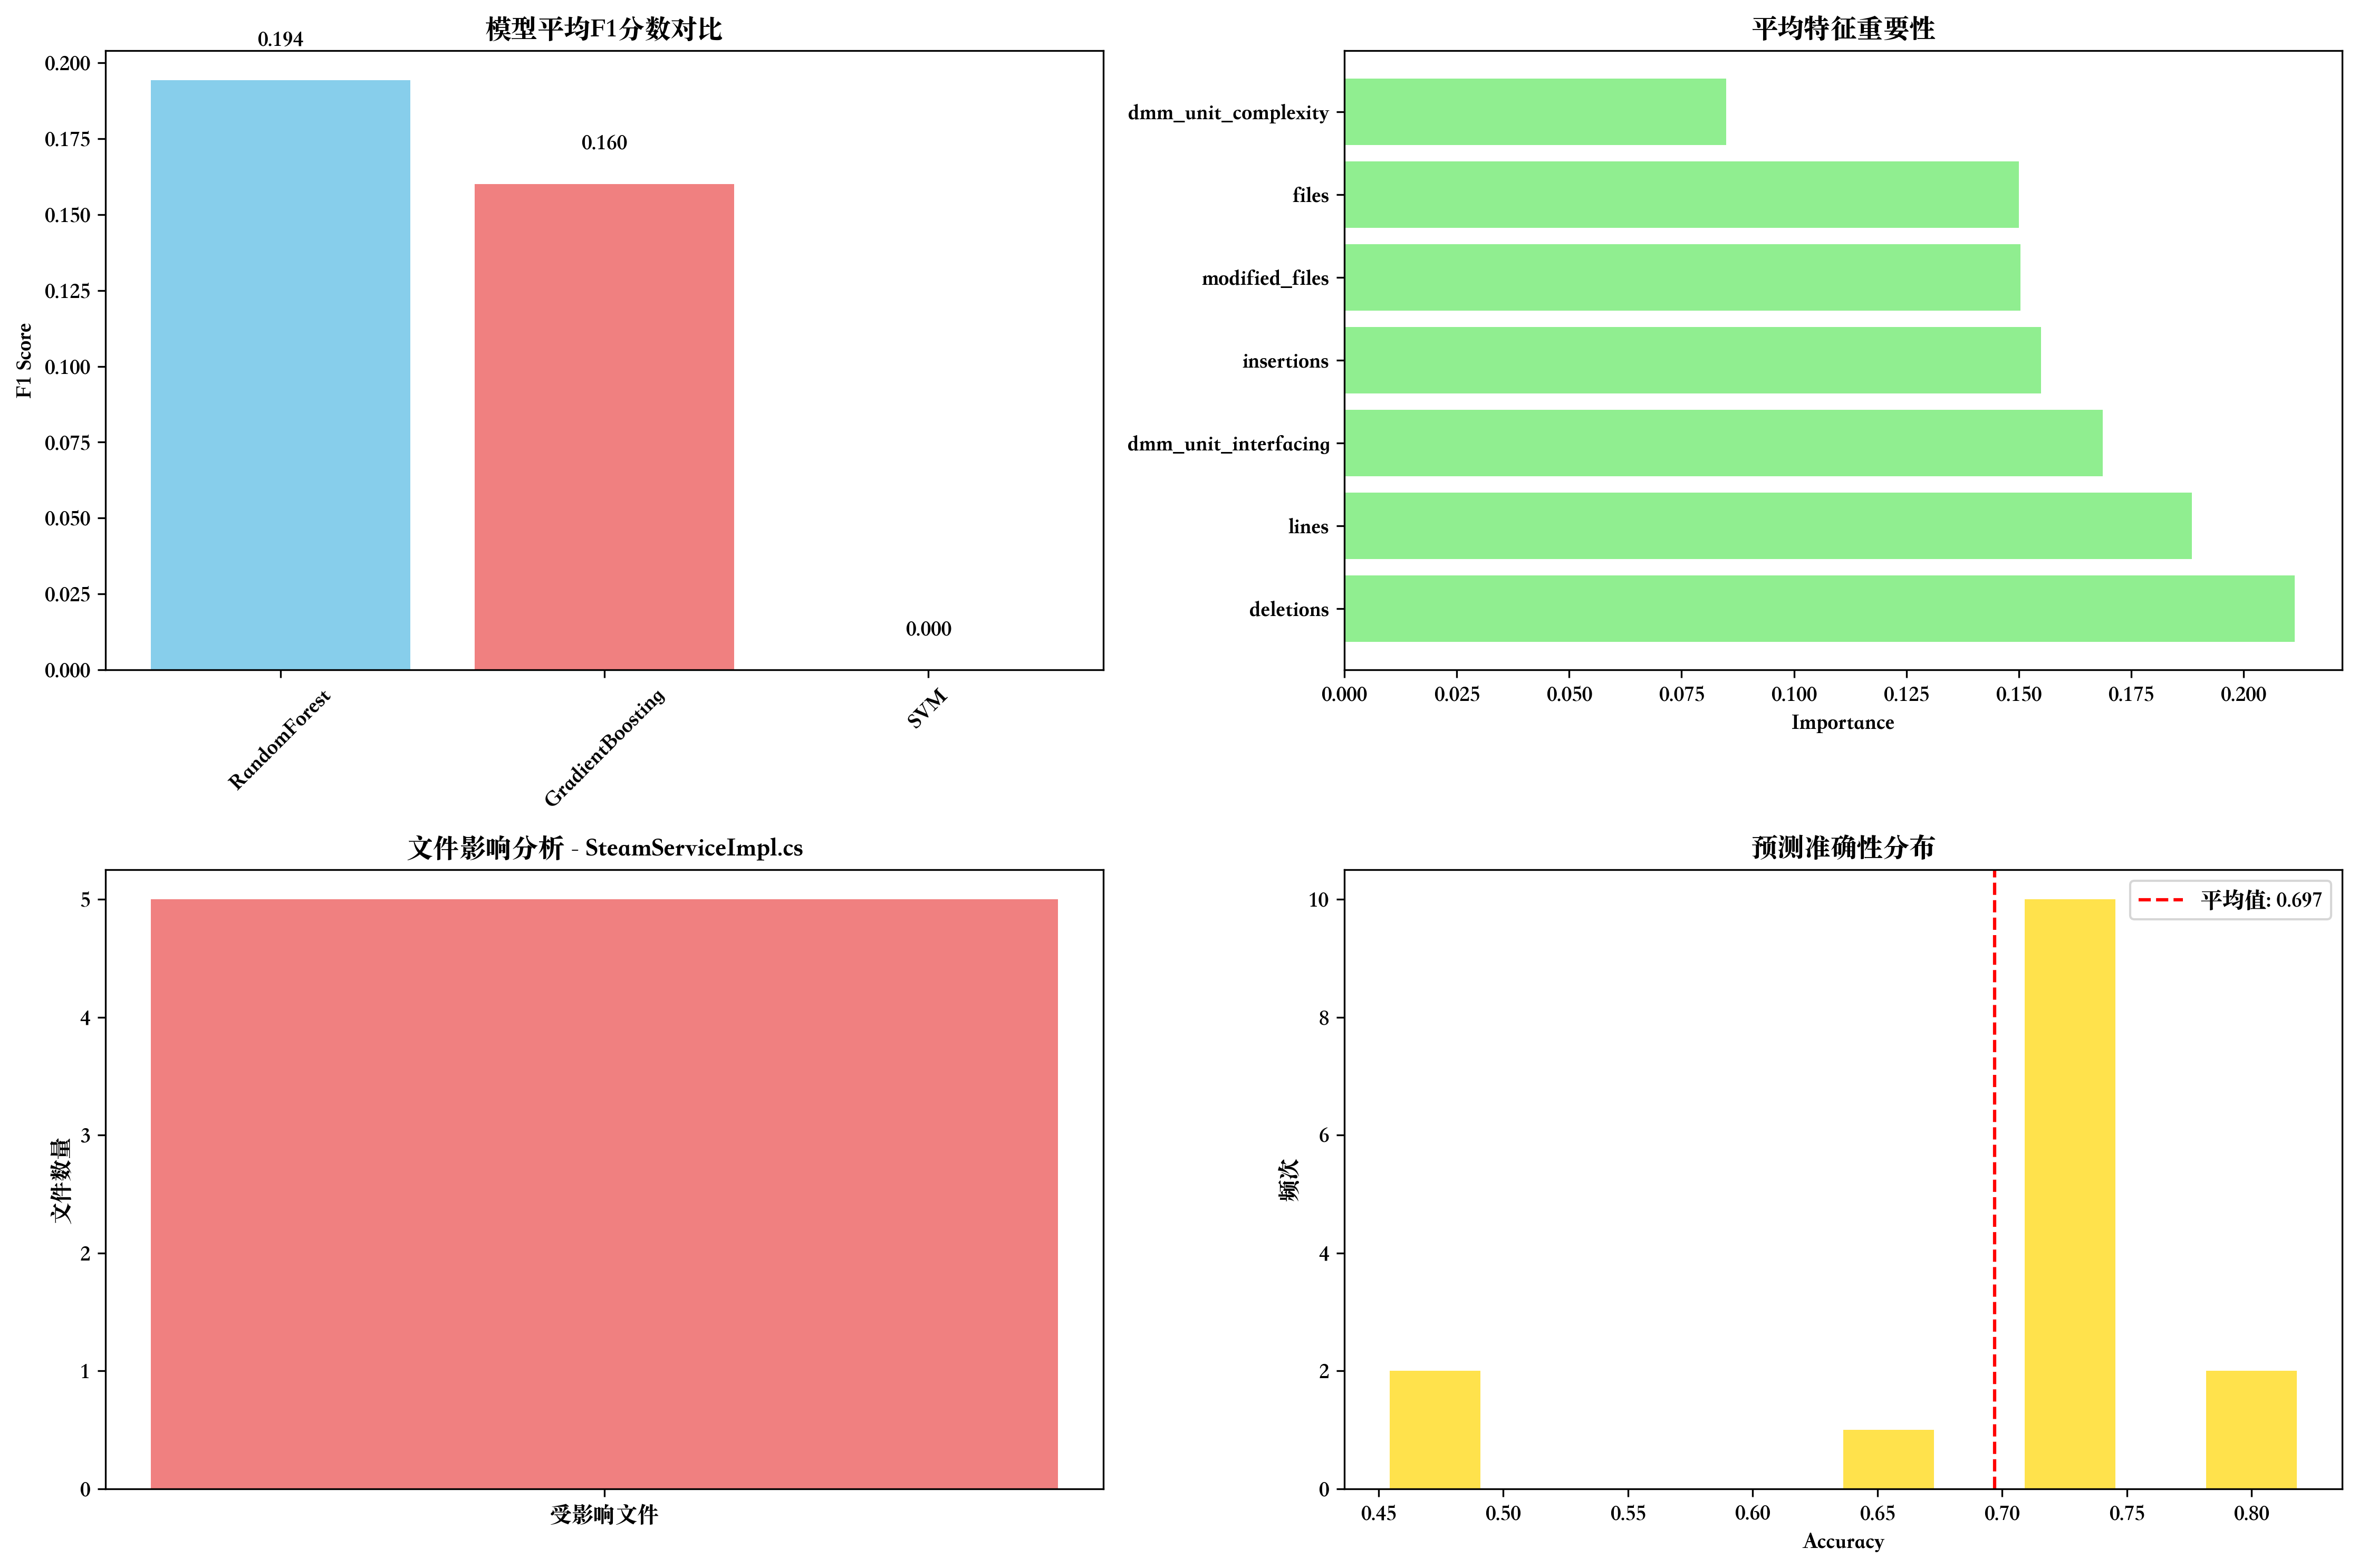 模型平均F1分数对比
0.194
0.160
0.000
0.200
0.175
0.150
0.125
0.100
0.075
0.050
0.025
0.000
F1 Score
RandomForest
GradientBoosting
SVM
平均特征重要性
dmm_unit_complexity
files
modified_files
insertions
dmm_unit_interfacing
lines
deletions
0.000 0.025 0.050 0.075 0.100 0.125 0.150 0.175 0.200
Importance
文件影响分析 - SteamServiceImpl.cs
5
4
3
2
1
0
文件数量
受影响文件
预测准确性分布
平均值: 0.697
10
8
6
4
2
0
频次
0.45 0.50 0.55 0.60 0.65 0.70 0.75 0.80
Accuracy